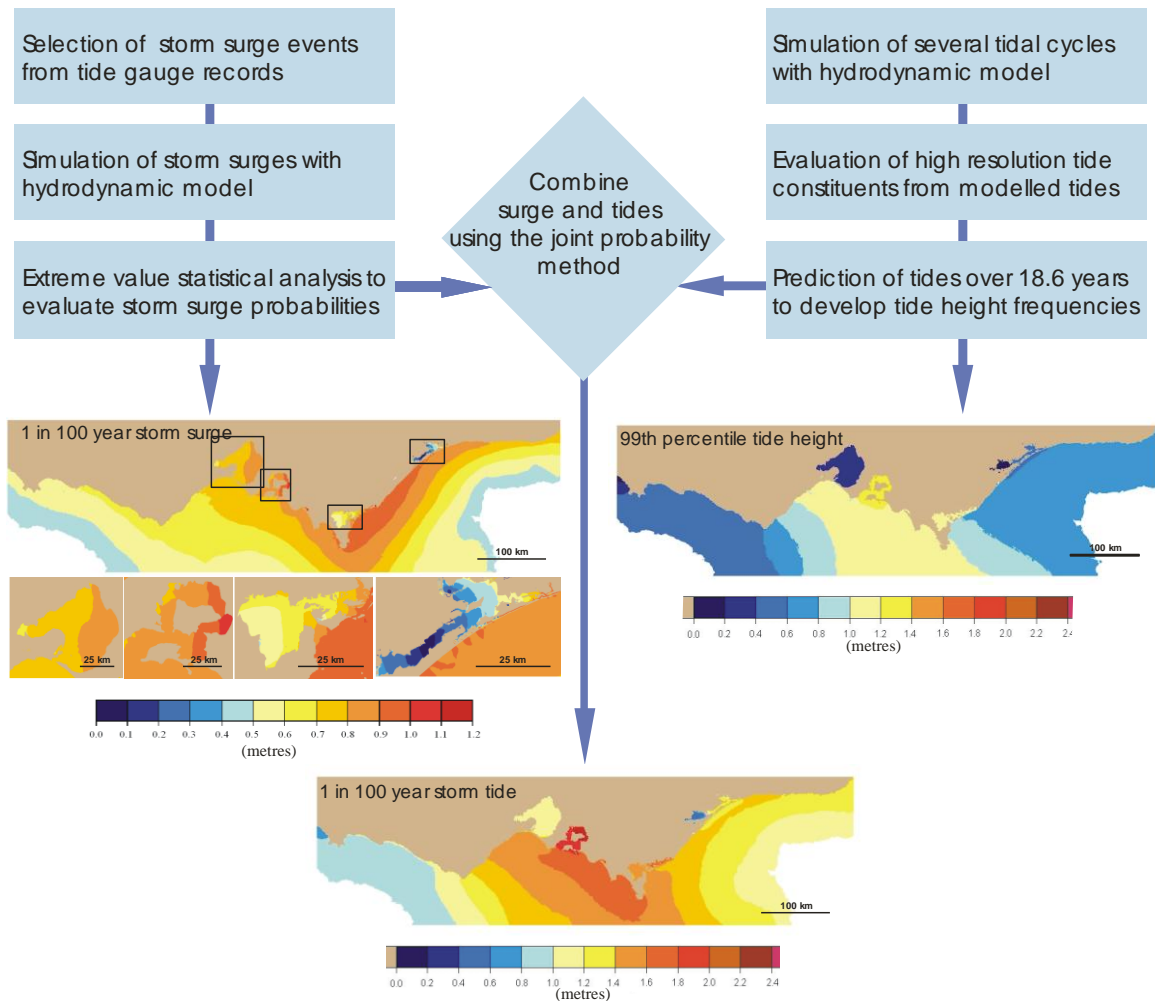 Selection of storm surge events
from tide gauge records
Simulation of storm surges with
hydrodynamic model
Extreme value statistical analysis to
evaluate storm surge probabilities
Combine
surge and tides
using the joint probability
method
Simulation of several tidal cycles
with hydrodynamic model
Evaluation of high resolution tide
constituents from modelled tides
Prediction of tides over 18.6 years
to develop tide height frequencies
1 in 100 year storm surge
100 km
25 km
25 km
25 km
25 km
0.0 0.1 0.2 0.3 0.4 0.5 0.6 0.7 0.8 0.9 1.0 1.1 1.2
(metres)
99th percentile tide height
100 km
0.0 0.2 0.4 0.6 0.8 1.0 1.2 1.4 1.6 1.8 2.0 2.2 2.4
(metres)
1 in 100 year storm tide
100 km
0.0 0.2 0.4 0.6 0.8 1.0 1.2 1.4 1.6 1.8 2.0 2.2 2.4
(metres)